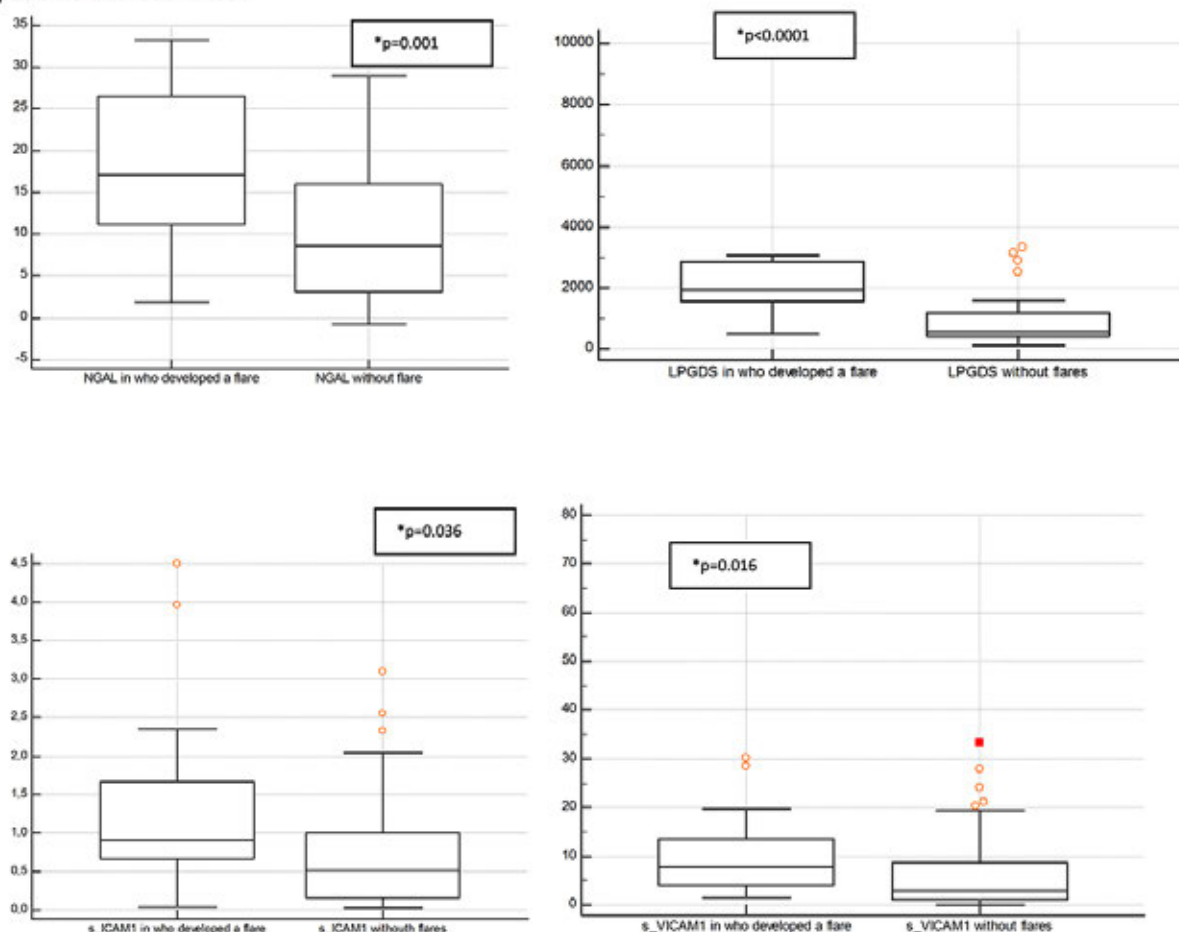 *p=0.001
35
30
25
20
15
10
5
0
-5
NGAL in who developed a flare
NGAL without flare
*p<0.0001
10000
8000
6000
4000
2000
0
LPGDS in who developed a flare
LPGDS without flares
*p=0.036
4,5
4,0
3,5
3,0
2,5
2,0
1,5
1,0
0,5
0,0
s_ICAM1 in who developed a flare
s_ICAM1 withouth flares
*p=0.016
80
70
60
50
40
30
20
10
0
s_VICAM1 in who developed a flare
s_VICAM1 without flares